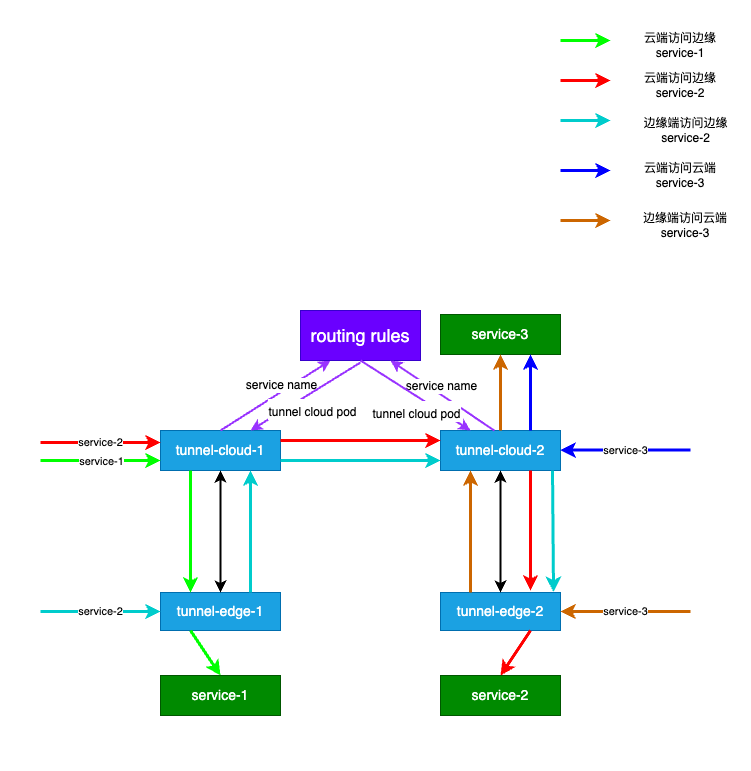 云端访问边缘
service-1
云端访问边缘
service-2
边缘端访问边缘
service-2
云端访问云端
service-3
边缘端访问云端
service-3
routing rules
service-3
service name
service name
tunnel cloud pod
tunnel cloud pod
service-2
service-1
tunnel-cloud-1
tunnel-cloud-2
service-3
service-2
tunnel-edge-1
tunnel-edge-2
service-3
service-1
service-2